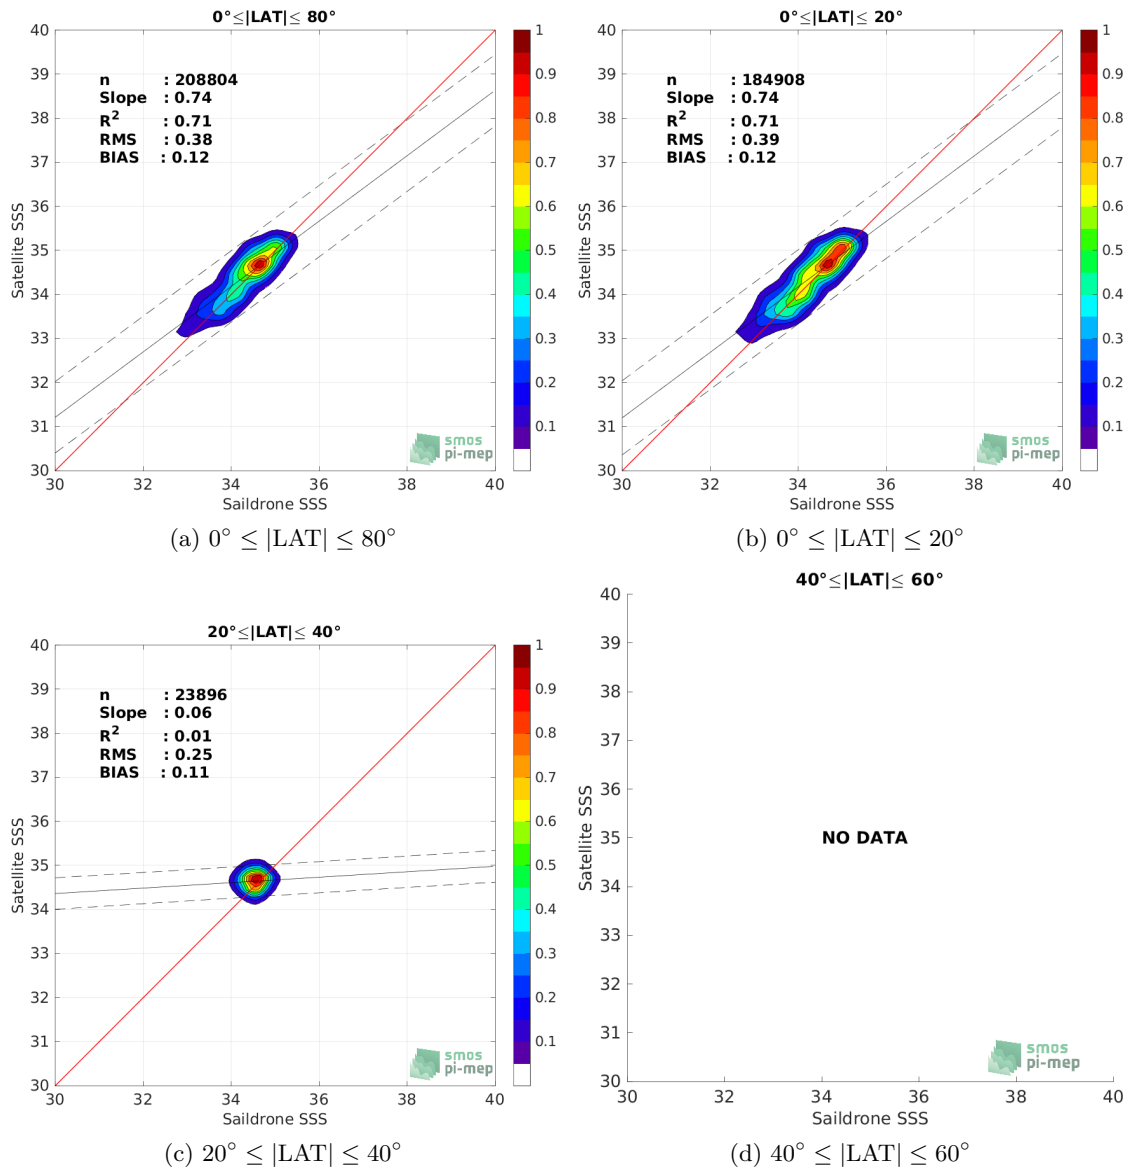 0°≤|LAT|≤ 80°
40
39
38
37
36
35
34
33
32
31
30
Satellite SSS
n : 208804
Slope : 0.74
R2 : 0.71
RMS : 0.38
BIAS : 0.12
smos
pi-mep
30 32 34 36 38 40
Saildrone SSS
1
0.9
0.8
0.7
0.6
0.5
0.4
0.3
0.2
0.1
(a) 0° ≤ |LAT| ≤ 80°
0°≤|LAT|≤ 20°
40
39
38
37
36
35
34
33
32
31
30
Satellite SSS
n : 184908
Slope : 0.74
R2 : 0.71
RMS : 0.39
BIAS : 0.12
smos
pi-mep
30 32 34 36 38 40
Saildrone SSS
1
0.9
0.8
0.7
0.6
0.5
0.4
0.3
0.2
0.1
(b) 0° ≤ |LAT| ≤ 20°
20°≤|LAT|≤ 40°
40
39
38
37
36
35
34
33
32
31
30
Satellite SSS
n : 23896
Slope : 0.06
R2 : 0.01
RMS : 0.25
BIAS : 0.11
smos
pi-mep
30 32 34 36 38 40
Saildrone SSS
1
0.9
0.8
0.7
0.6
0.5
0.4
0.3
0.2
0.1
(c) 20° ≤ |LAT| ≤ 40°
40°≤|LAT|≤ 60°
40
39
38
37
36
35
34
33
32
31
30
Satellite SSS
NO DATA
smos
pi-mep
30 32 34 36 38 40
Saildrone SSS
(d) 40° ≤ |LAT| ≤ 60°